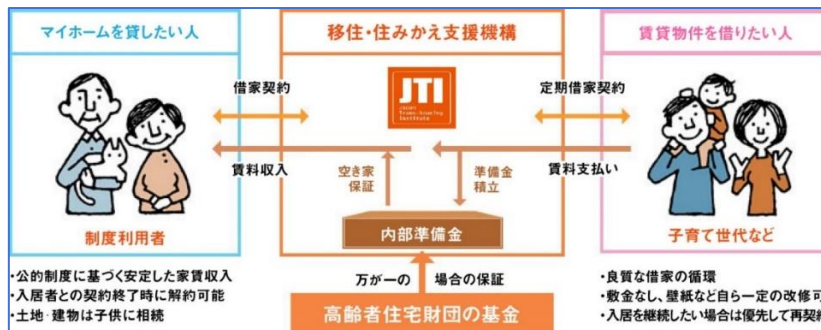 マイホームを貸したい人
移住・住みかえ支援機構
賃貸物件を借りたい人
借家契約
JTI
定期借家契約
賃料収入
空き家
保証
準備金
積立
賃料支払い
制度利用者
内部準備金
子育て世代など
・公的制度に基づく安定した家賃収入
・入居者との契約終了時に解約可能
・土地・建物は子供に相続
万が一の 場合の保証
高齢者住宅財団の基金
・良質な借家の循環
・敷金なし、壁紙など自ら一定の改修可
・入居を継続したい場合は優先して再契約